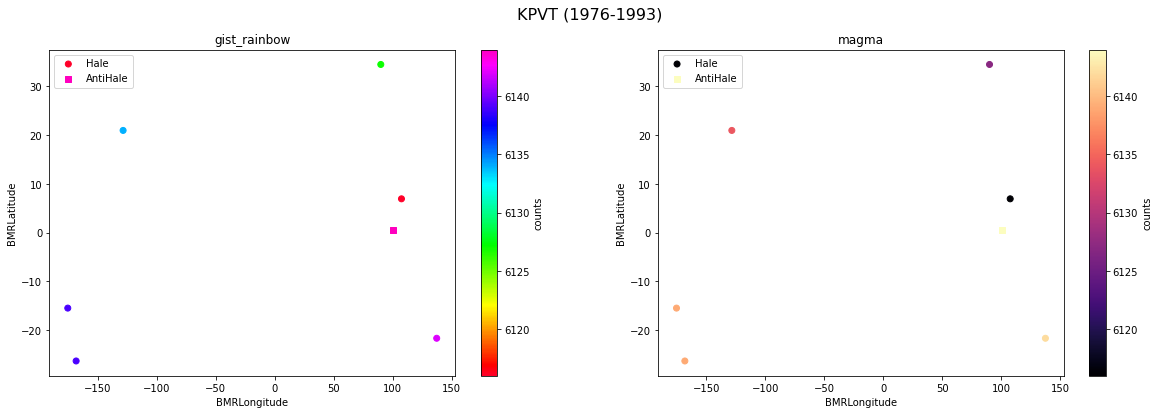 KPVT (1976-1993)
gist_rainbow
Hale
AntiHale
30
20
10
0
−10
−20
BMRLatitude
−150
−100
−50
0
50
100
150
BMRLongitude
6140
6135
6130
6125
6120
counts
magma
Hale
AntiHale
30
20
10
0
−10
−20
BMRLatitude
−150
−100
−50
0
50
100
150
BMRLongitude
6140
6135
6130
6125
6120
counts